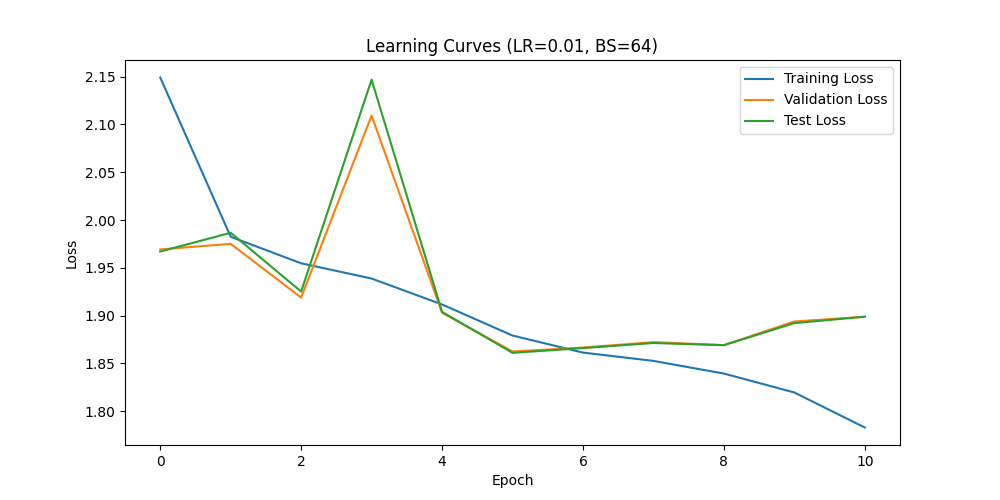 Learning Curves (LR=0.01, BS=64)
Training Loss
Validation Loss
Test Loss
2.15
2.10
2.05
2.00
1.95
1.90
1.85
1.80
Loss
0 2 4 6 8 10
Epoch